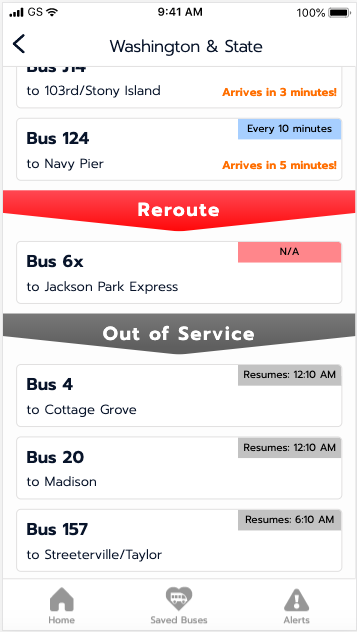 GS 9:41 AM 100%
Washington & State
Bus J14
to 103rd/Stony Island Arrives in 3 minutes!
Every 10 minutes
Bus 124
to Navy Pier Arrives in 5 minutes!
Reroute
N/A
Bus 6x
to Jackson Park Express
Out of Service
Resumes: 12:10 AM
Bus 4
to Cottage Grove
Resumes: 12:10 AM
Bus 20
to Madison
Resumes: 6:10 AM
Bus 157
to Streeterville/Taylor
Home Saved Buses Alerts